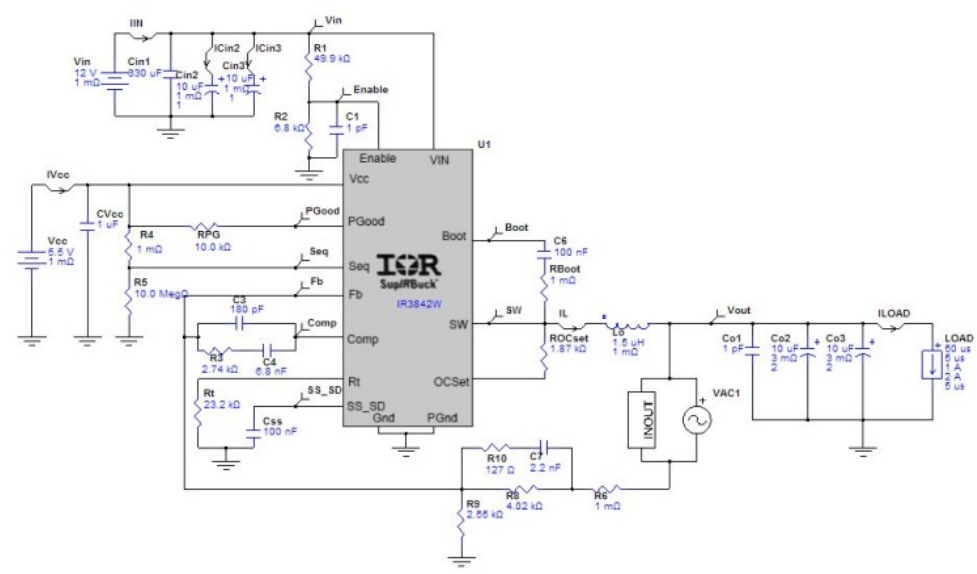 IIN
Vin
Vin
12 V
1 mΩ
Cin1
330 uF
ICin2
Cin2
10 uF
1 mΩ
1
ICin3
Cin3
10 uF
1 mΩ
1
R1
49.9 kΩ
Enable
R2
6.8 kΩ
C1
1 pF
U1
Enable
VIN
Vcc
PGood
Seq
Fb
Comp
Rt
SS_SD
Gnd
PGnd
Boot
SW
OCSet
IOR
SupIRBuck
IR3842W
IVcc
Vcc
5.5 V
1 mΩ
CVcc
1 uF
R4
1 mΩ
RPG
10.0 kΩ
PGood
Seq
R5
10.0 MegΩ
Fb
C3
180 pF
Comp
R3
2.74 kΩ
C4
6.8 nF
Rt
23.2 kΩ
SS_SD
Css
100 nF
Boot
C6
100 nF
RBoot
1 mΩ
SW
IL
ROCset
1.87 kΩ
Lo
1.5 uH
1 mΩ
Vout
ILOAD
Co1
1 pF
Co2
10 uF
3 mΩ
2
Co3
10 uF
3 mΩ
2
LOAD
50 us
5 us
1 A
2 A
5 us
INOUT
VAC1
R10
127 Ω
C7
2.2 nF
R9
2.55 kΩ
R8
4.02 kΩ
R6
1 mΩ